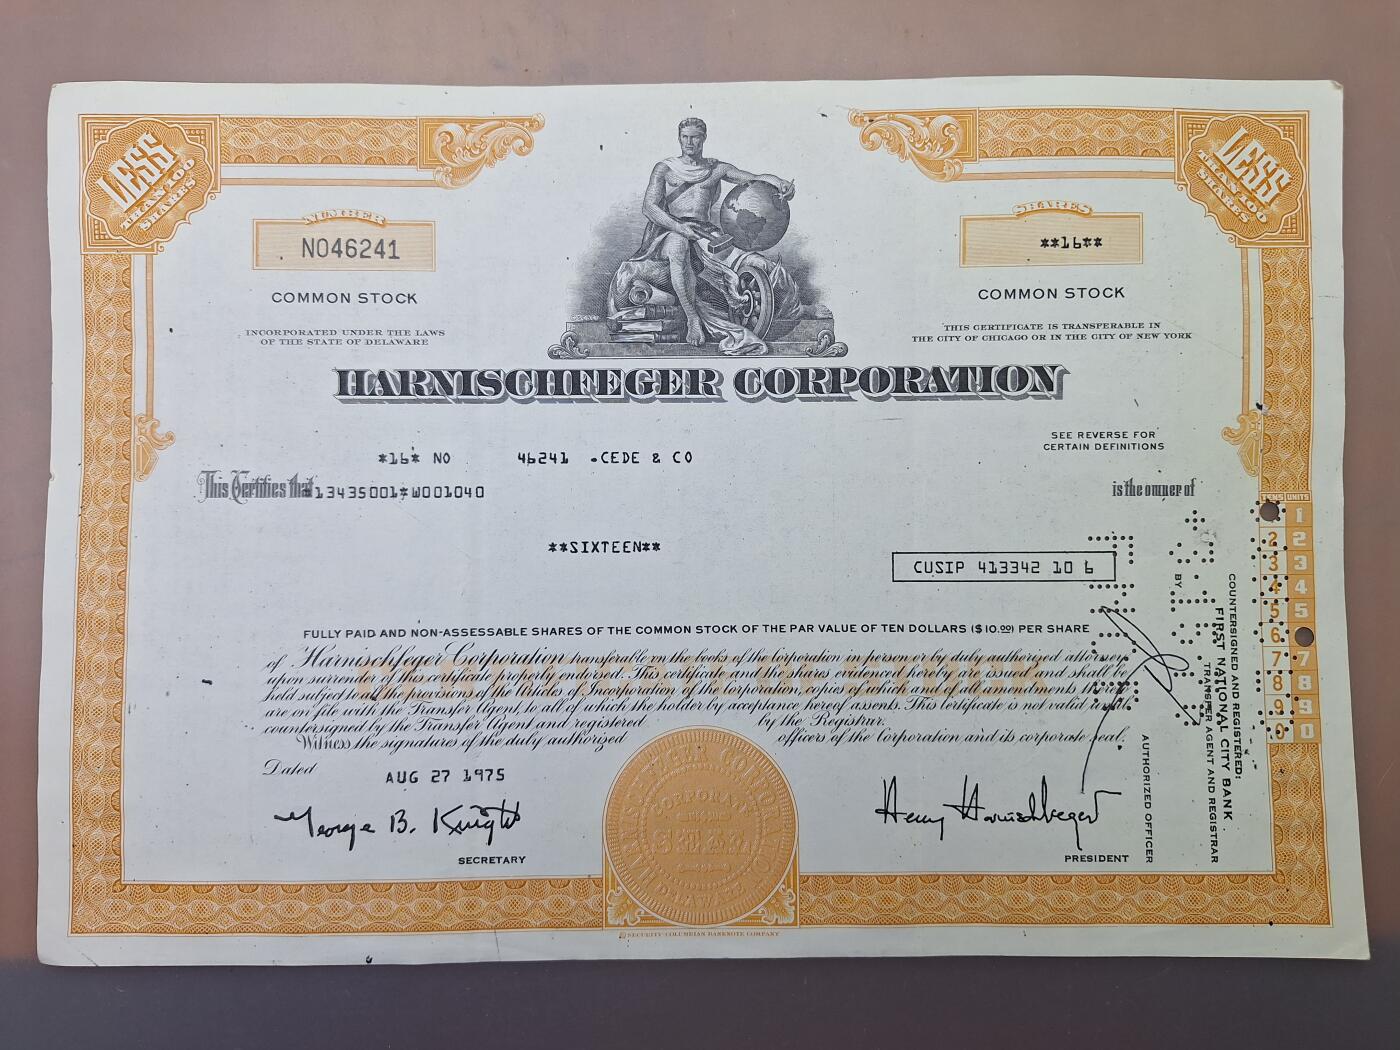 LESS
THAN 100
SHARES
LESS
THAN 100
SHARES
NUMBER
NO46241
COMMON STOCK
INCORPORATED UNDER THE LAWS
OF THE STATE OF DELAWARE
SHARES
**16**
COMMON STOCK
THIS CERTIFICATE IS TRANSFERABLE IN
THE CITY OF CHICAGO OR IN THE CITY OF NEW YORK
HARNISCHFEGER CORPORATION
SEE REVERSE FOR
CERTAIN DEFINITIONS
*16* NO 46241 CEDE & CO
This Certifies that 13435001*W001040 is the owner of
**SIXTEEN**
CUSIP 413342 10 6
FULLY PAID AND NON-ASSESSABLE SHARES OF THE COMMON STOCK OF THE PAR VALUE OF TEN DOLLARS ($10.00) PER SHARE
of Harnischfeger Corporation transferable on the books of the Corporation in person or by duly authorized attorney
upon surrender of this certificate properly endorsed. This certificate and the shares evidenced hereby are issued and shall be
held subject to all the provisions of the Articles of Incorporation of the Corporation, copies of which and of all amendments thereto
are on file with the Transfer Agent, to all of which the holder by acceptance hereof assents. This certificate is not valid until
countersigned by the Transfer Agent and registered by the Registrar.
Witness the signatures of the duly authorized officers of the Corporation and its corporate seal.
Dated AUG 27 1975
George B. Knight
SECRETARY
Henry Harnischfeger
PRESIDENT
HARNISCHFEGER CORPORATION
CORPORATE
SEAL
DELAWARE
COUNTERSIGNED AND REGISTERED:
FIRST NATIONAL CITY BANK
TRANSFER AGENT AND REGISTRAR
BY
AUTHORIZED OFFICER
TENS UNITS
1
2 2
3 3
4 4
5 5
6
7 7
8 8
9 9
0 0
© SECURITY-COLUMBIAN BANKNOTE COMPANY